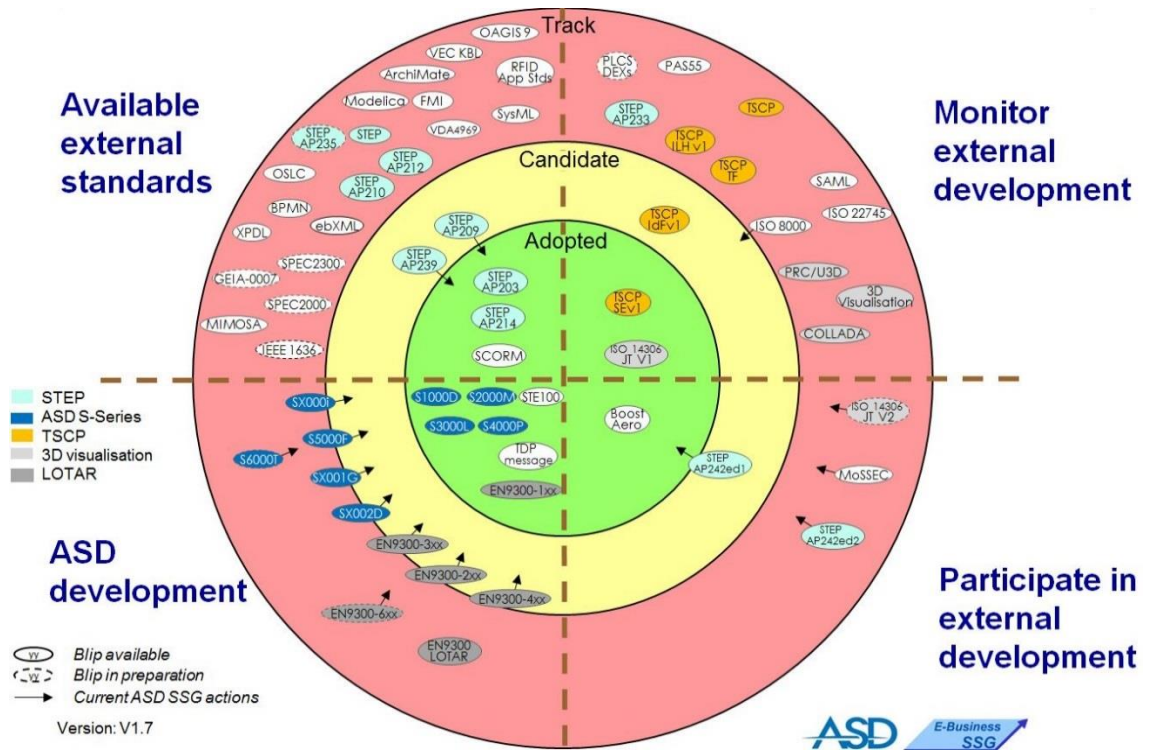 Track
OAGIS 9
VEC KBL
ArchiMate
RFID
App Stds
Modelica
FMI
SysML
VDA4969
STEP
AP235
STEP
STEP
AP212
STEP
AP210
OSLC
BPMN
XPDL
ebXML
SPEC2300
GEIA-0007
SPEC2000
MIMOSA
IEEE 1636
Available
external
standards
PLCS
DEXs
PAS55
STEP
AP233
TSCP
TSCP
ILH v1
TSCP
TF
SAML
ISO 22745
ISO 8000
PRC/U3D
3D
Visualisation
COLLADA
Monitor
external
development
Candidate
STEP
AP209
STEP
AP239
TSCP
IdFv1
Adopted
STEP
AP203
STEP
AP214
SCORM
TSCP
SEv1
ISO 14306
JT V1
STEP
ASD S-Series
TSCP
3D visualisation
LOTAR
SX000i
S5000F
S6000T
SX001G
SX002D
S1000D
S2000M
STE100
S3000L
S4000P
TDP
message
EN9300-1xx
EN9300-3xx
EN9300-2xx
EN9300-4xx
EN9300-6xx
EN9300
LOTAR
ASD
development
Boost
Aero
STEP
AP242ed1
ISO 14306
JT V2
MoSSEC
STEP
AP242ed2
Participate in
external
development
yy Blip available
yy Blip in preparation
Current ASD SSG actions
Version: V1.7
ASD
E-Business
SSG